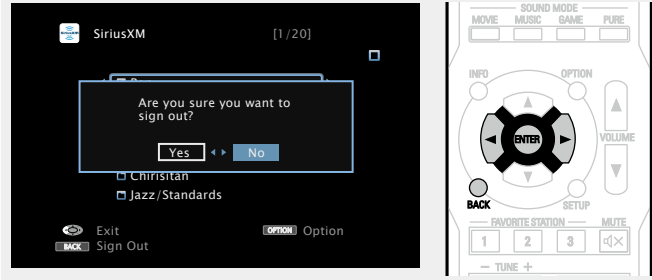 SiriusXM [1/20]
Are you sure you want to
sign out?
Yes No
Chirisitan
Jazz/Standards
Exit
OPTION Option
BACK Sign Out
SOUND MODE
MOVIE MUSIC GAME PURE
INFO OPTION
ENTER
VOLUME
BACK SETUP
FAVORITE STATION MUTE
1 2 3
− TUNE +